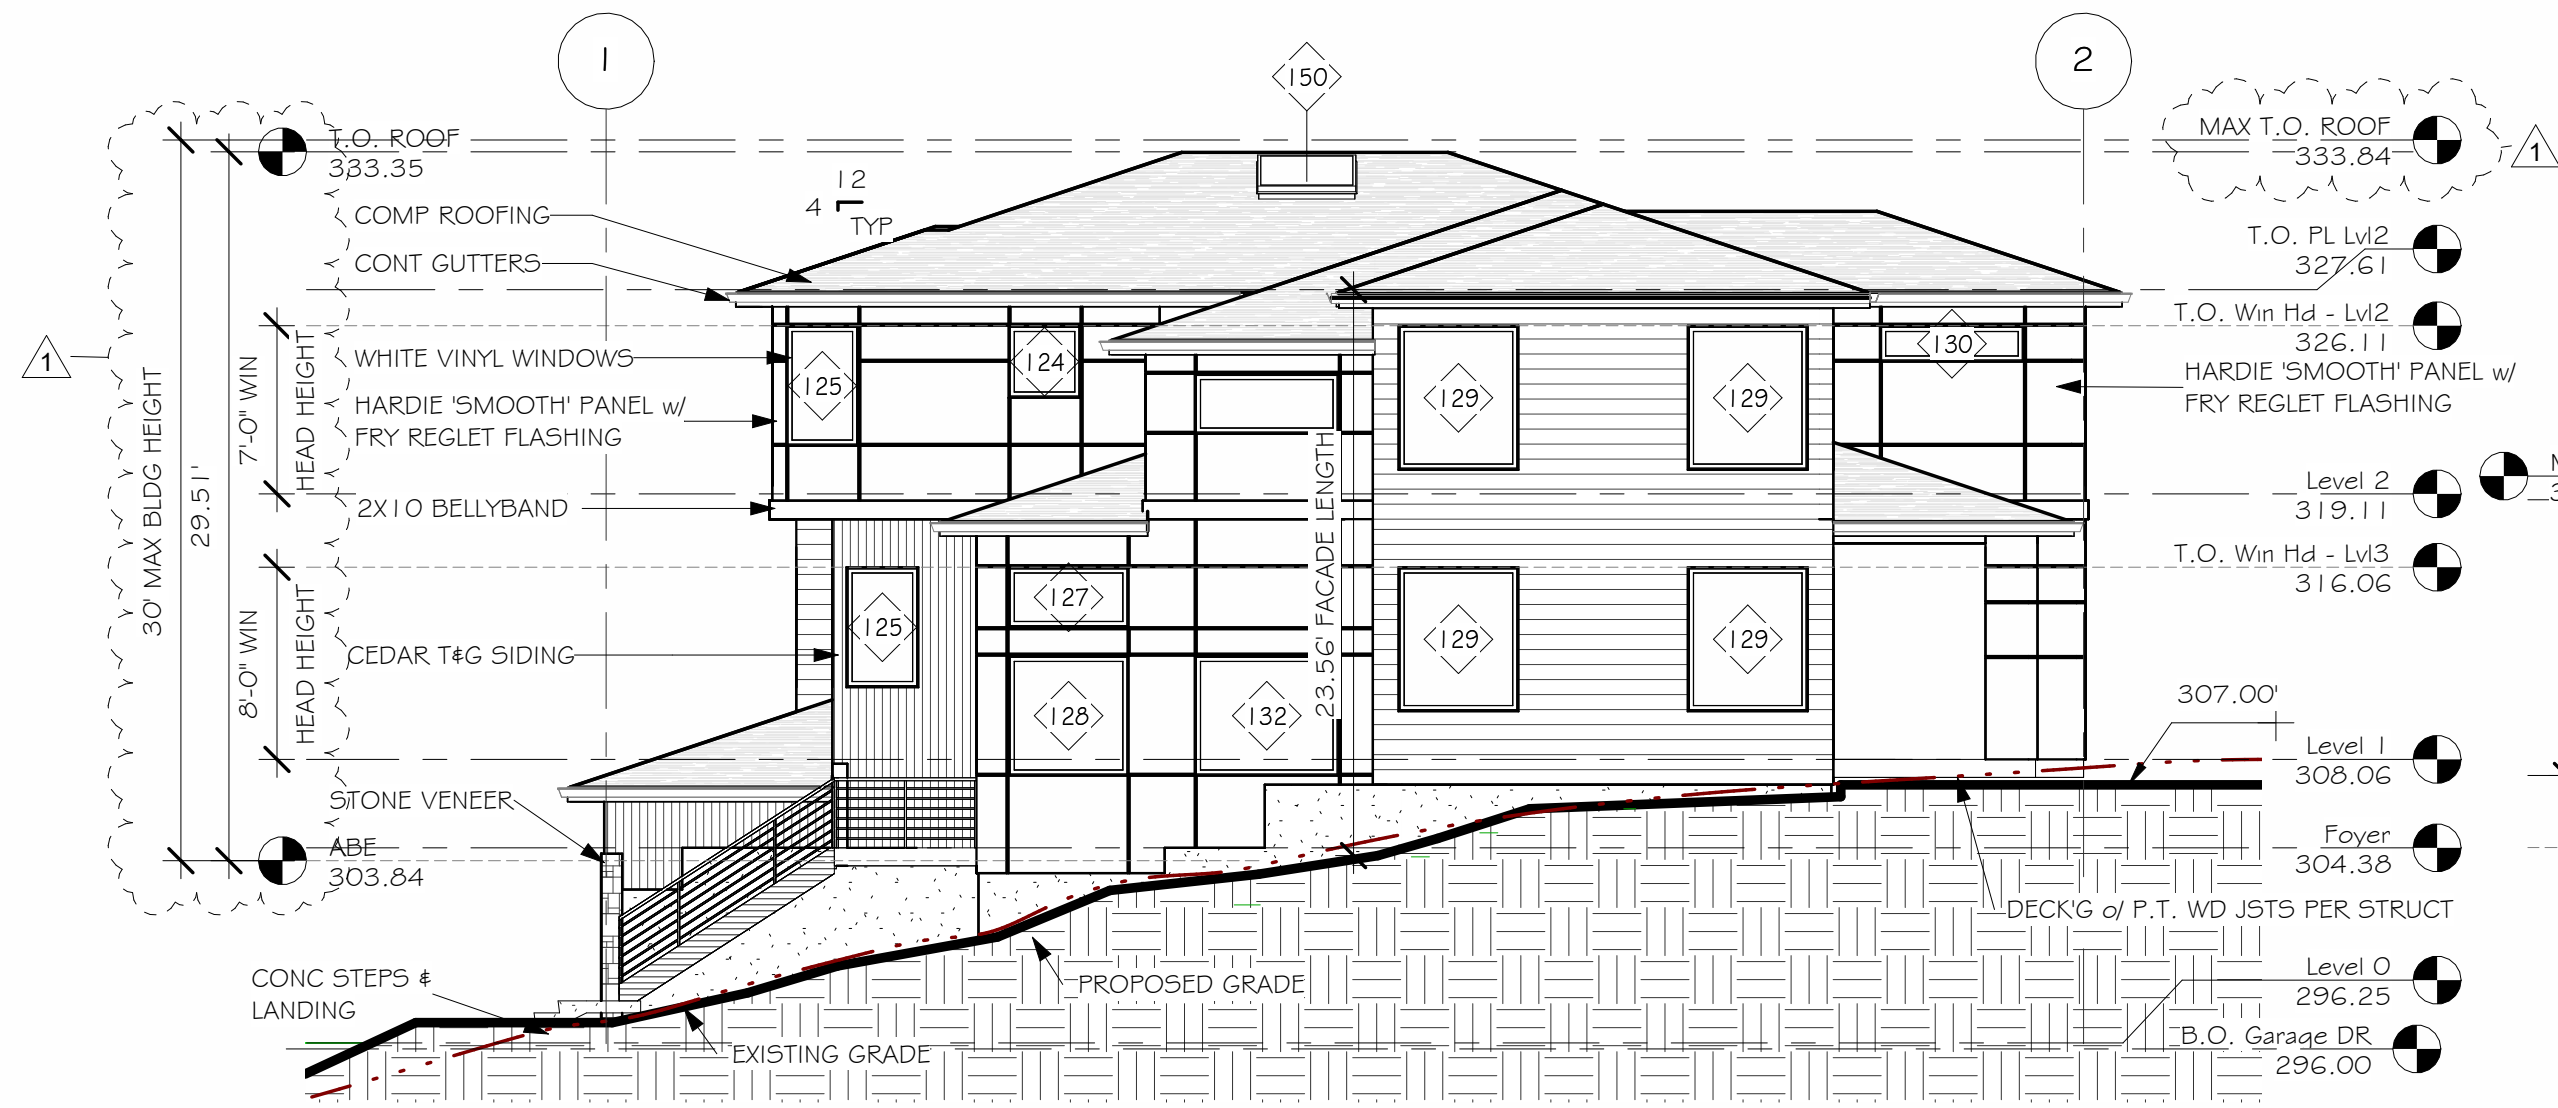 1
2
150
T.O. ROOF
333.35
MAX T.O. ROOF
333.84
1
12
4
TYP
COMP ROOFING
CONT GUTTERS
T.O. PL Lvl2
327.61
T.O. Win Hd - Lvl2
326.11
1
WHITE VINYL WINDOWS
125
124
129
129
130
HARDIE 'SMOOTH' PANEL w/
FRY REGLET FLASHING
HARDIE 'SMOOTH' PANEL w/
FRY REGLET FLASHING
30' MAX BLDG HEIGHT
29.51'
7'-0" WIN
HEAD HEIGHT
2X10 BELLYBAND
23.56' FACADE LENGTH
Level 2
319.11
T.O. Win Hd - Lvl3
316.06
8'-0" WIN
HEAD HEIGHT
CEDAR T&G SIDING
125
127
128
132
129
129
307.00'
Level 1
308.06
STONE VENEER
ABE
303.84
Foyer
304.38
DECK'G o/ P.T. WD JSTS PER STRUCT
CONC STEPS &
LANDING
PROPOSED GRADE
Level 0
296.25
EXISTING GRADE
B.O. Garage DR
296.00